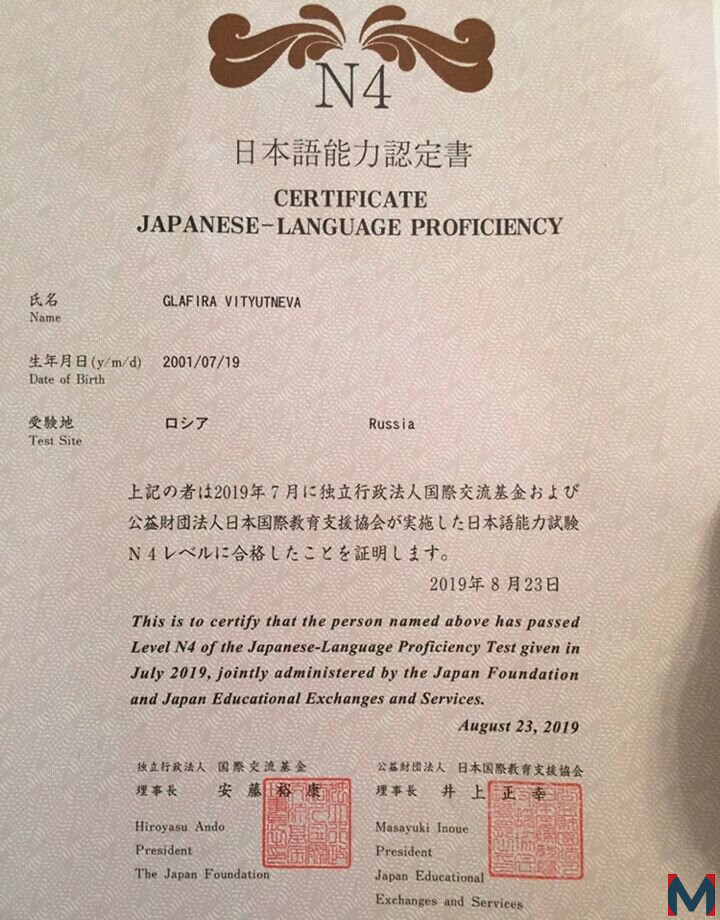 N4
日本語能力認定書
CERTIFICATE
JAPANESE-LANGUAGE PROFICIENCY
氏名 GLAFIRA VITYUTNEVA
Name
生年月日(y/m/d) 2001/07/19
Date of Birth
受験地 ロシア Russia
Test Site
上記の者は2019年7月に独立行政法人国際交流基金および
公益財団法人日本国際教育支援協会が実施した日本語能力試験
N4レベルに合格したことを証明します。
2019年8月23日
This is to certify that the person named above has passed
Level N4 of the Japanese-Language Proficiency Test given in
July 2019, jointly administered by the Japan Foundation
and Japan Educational Exchanges and Services.
August 23, 2019
独立行政法人 国際交流基金
理事長 安藤裕康
Hiroyasu Ando
President
The Japan Foundation
公益財団法人 日本国際教育支援協会
理事長 井上正幸
Masayuki Inoue
President
Japan Educational
Exchanges and Services
M